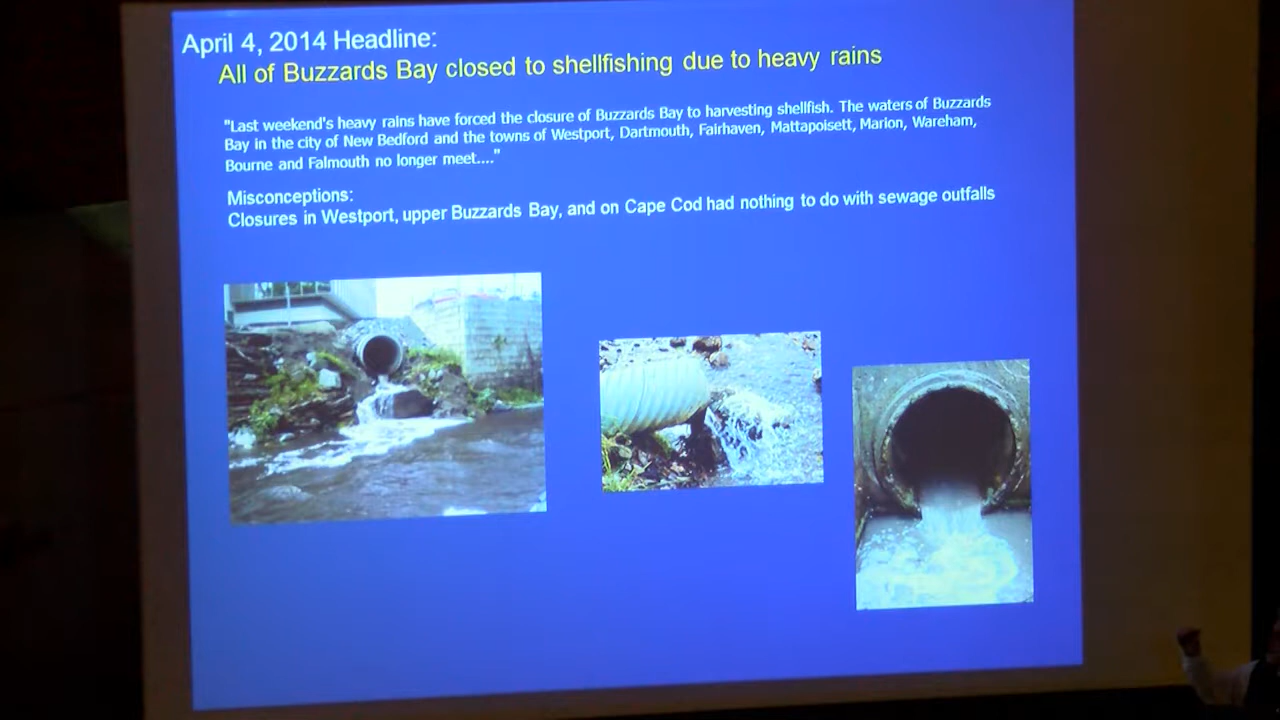 April 4, 2014 Headline:
All of Buzzards Bay closed to shellfishing due to heavy rains
"Last weekend's heavy rains have forced the closure of Buzzards Bay to harvesting shellfish. The waters of Buzzards
Bay in the city of New Bedford and the towns of Westport, Dartmouth, Fairhaven, Mattapoisett, Marion, Wareham,
Bourne and Falmouth no longer meet...."
Misconceptions:
Closures in Westport, upper Buzzards Bay, and on Cape Cod had nothing to do with sewage outfalls